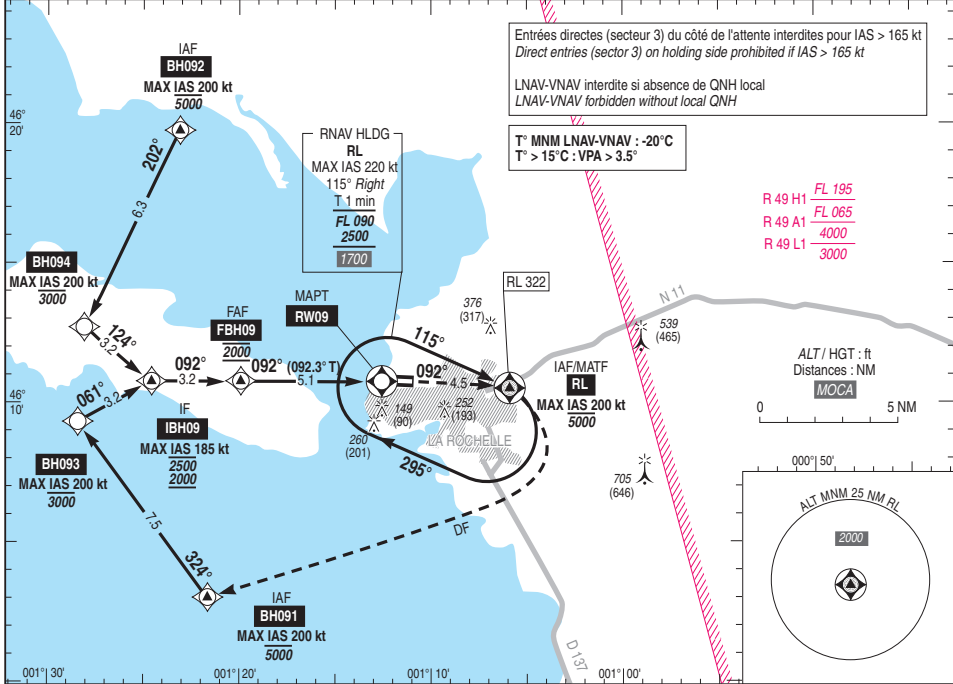 Entrées directes (secteur 3) du côté de l'attente interdites pour IAS > 165 kt
Direct entries (sector 3) on holding side prohibited if IAS > 165 kt
LNAV-VNAV interdite si absence de QNH local
LNAV-VNAV forbidden without local QNH
T° MNM LNAV-VNAV : -20°C
T° > 15°C : VPA > 3.5°
IAF
BH092
MAX IAS 200 kt
5000
46°
20'
202°
6.3
RNAV HLDG
RL
MAX IAS 220 kt
115° Right
T 1 min
FL 090
2500
1700
R 49 H1 FL 195
R 49 A1 FL 065
4000
R 49 L1 3000
BH094
MAX IAS 200 kt
3000
124°
3.2
MAPT
RW09
FAF
FBH09
2000
376
(317)
RL 322
N 11
539
(465)
ALT / HGT : ft
Distances : NM
MOCA
0
5 NM
092°
3.2
092° (092.3° T)
5.1
115°
092°
4.5
IAF/MATF
RL
MAX IAS 200 kt
5000
46°
10'
061°
3.2
IF
IBH09
MAX IAS 185 kt
2500
2000
149
(90)
252
(193)
260
(201)
LA ROCHELLE
295°
BH093
MAX IAS 200 kt
3000
705
(646)
000°50'
ALT MNM 25 NM RL
2000
7.5
324°
DF
IAF
BH091
MAX IAS 200 kt
5000
D 137
001°30'
001°20'
001°10'
001°00'